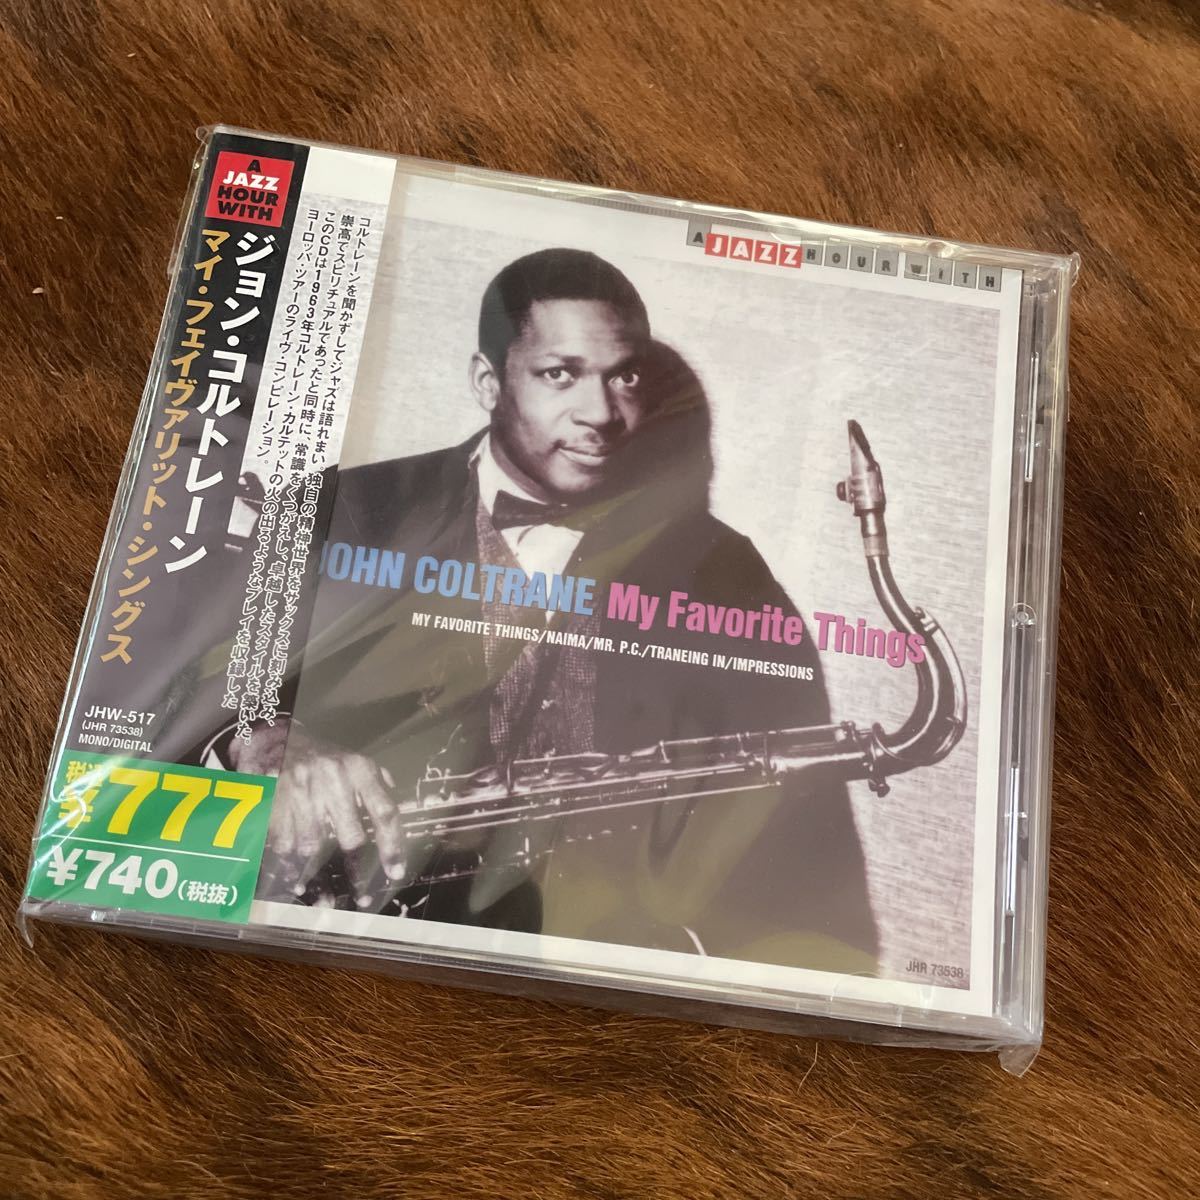 A
JAZZ
HOUR
WITH
ジョン・コルトレーン
マイ・フェイヴァリット・シングス
コルトレーンを聞かずしてジャズは語れまい。独自の精神世界をサックスに刻み込み、
崇高でスピリチュアルであったと同時に、常識をくつがえし、卓越したスタイルを築いた。
このCDは1963年コルトレーン・カルテットの火の出るようなプレイを収録した
ヨーロッパ・ツアーのライヴ・コンピレーション。
JHW-517
(JHR 73538)
MONO/DIGITAL
777
¥740(税抜)
A JAZZ HOUR WITH
JOHN COLTRANE My Favorite Things
MY FAVORITE THINGS/NAIMA/MR. P.C./TRANEING IN/IMPRESSIONS
JHR 73538